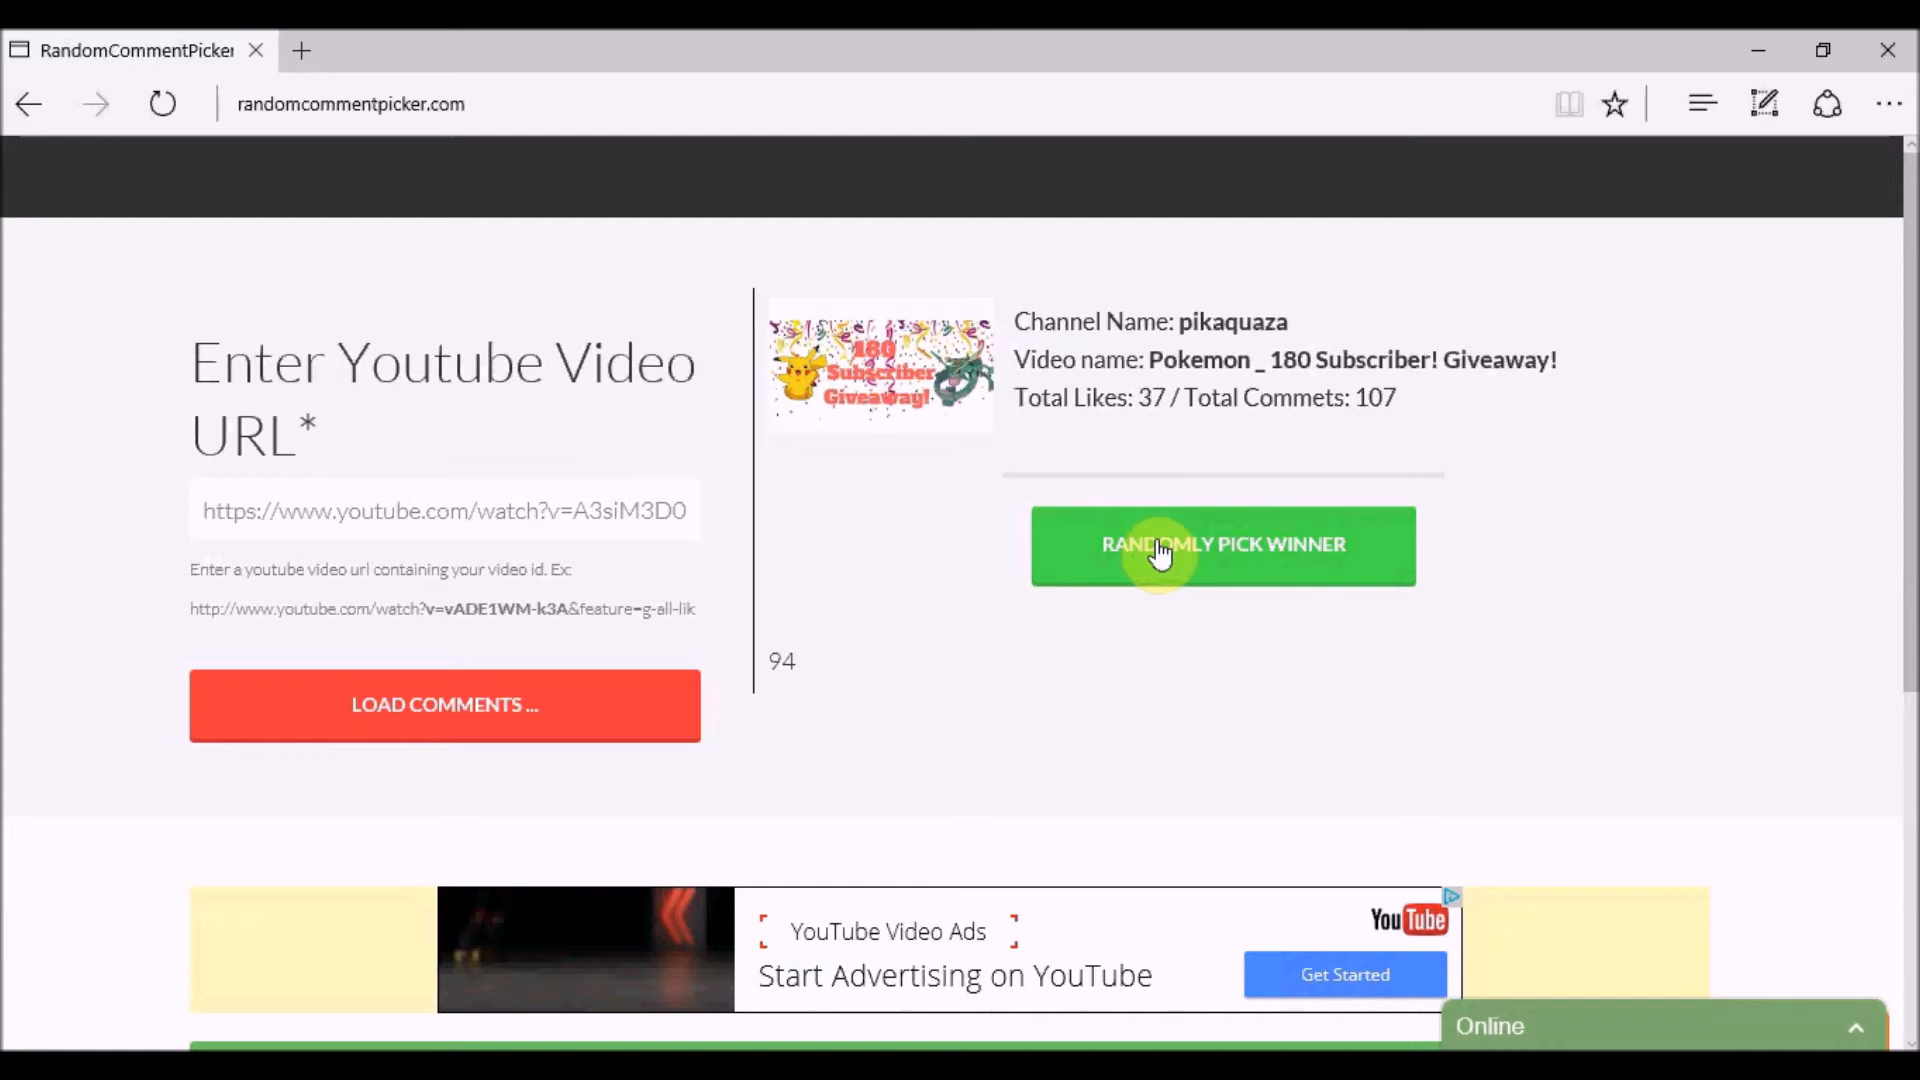 RandomCommentPicker
randomcommentpicker.com
Enter Youtube Video
URL*
https://www.youtube.com/watch?v=A3siM3D0
Enter a youtube video url containing your video id. Ex:
http://www.youtube.com/watch?v=vADE1WM-k3A&feature=g-all-lik
LOAD COMMENTS ...
180
Subscriber
Giveaway!
Channel Name: pikaquaza
Video name: Pokemon _ 180 Subscriber! Giveaway!
Total Likes: 37 / Total Commets: 107
RANDOMLY PICK WINNER
94
YouTube Video Ads
Start Advertising on YouTube
YouTube
Get Started
Online